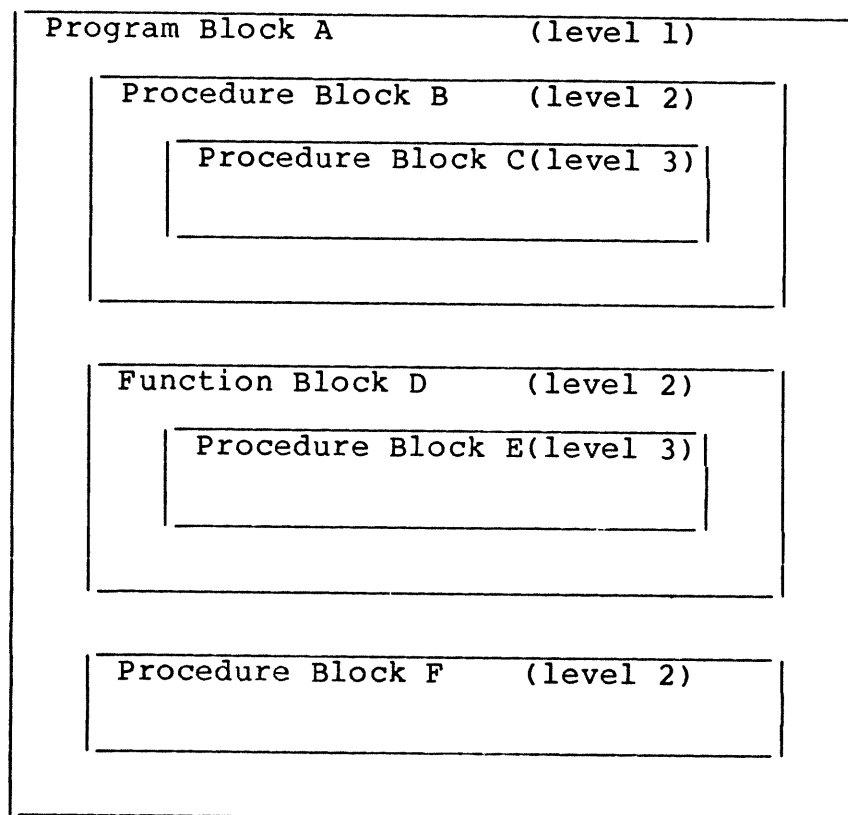 Program Block A (level 1)
Procedure Block B (level 2)
Procedure Block C(level 3)
Function Block D (level 2)
Procedure Block E(level 3)
Procedure Block F (level 2)